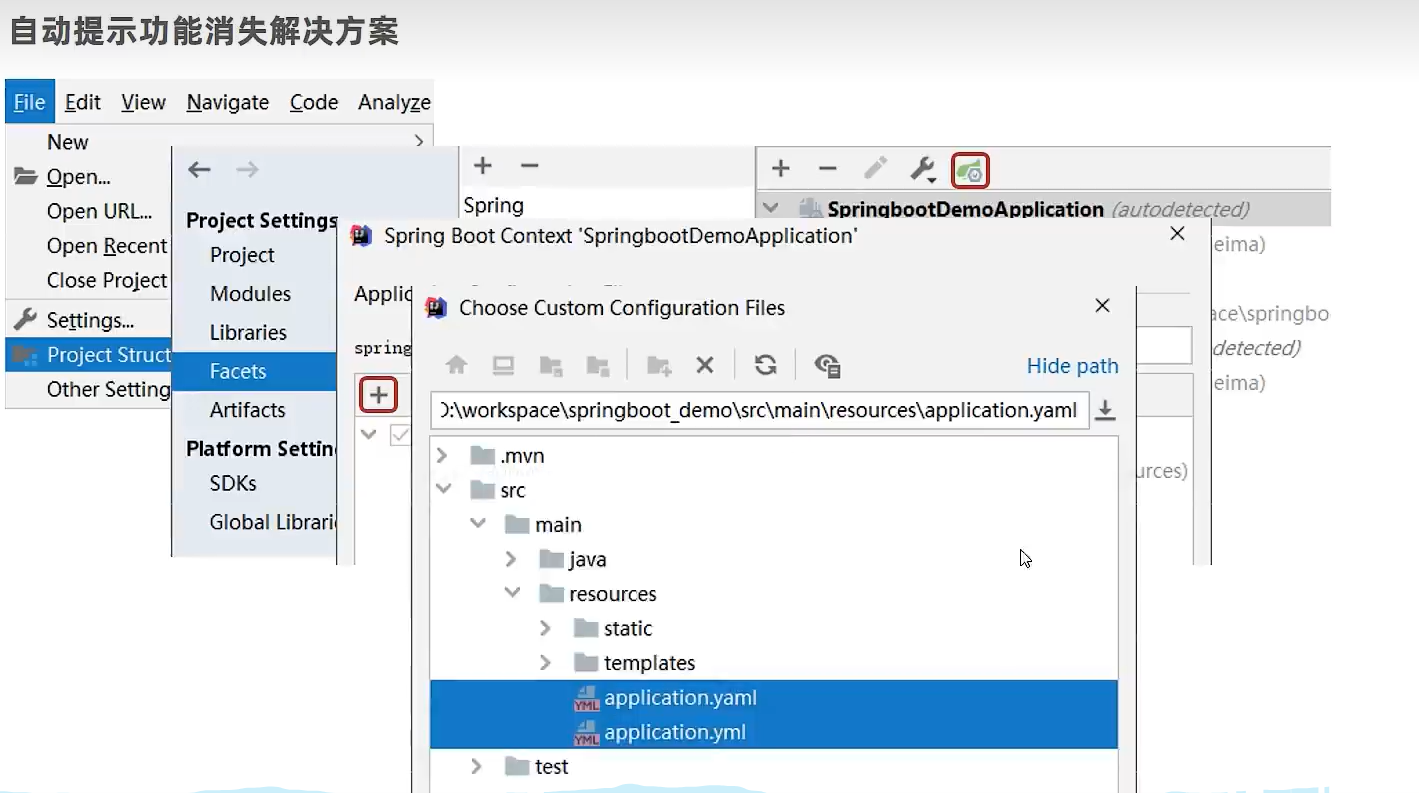 自动提示功能消失解决方案
File Edit View Navigate Code Analyze
New
Open...
Open URL...
Open Recent
Close Project
Settings...
Project Struct
Other Setting
Project Settings
Project
Modules
Libraries
Facets
Artifacts
Platform Settin
SDKs
Global Librari
Spring
SpringbootDemoApplication (autodetected)
eima)
ace\springbo
detected)
eima)
urces)
Spring Boot Context 'SpringbootDemoApplication'
Applic
spring
Choose Custom Configuration Files
Hide path
D:\workspace\springboot_demo\src\main\resources\application.yaml
.mvn
src
main
java
resources
static
templates
YML application.yaml
YML application.yml
test